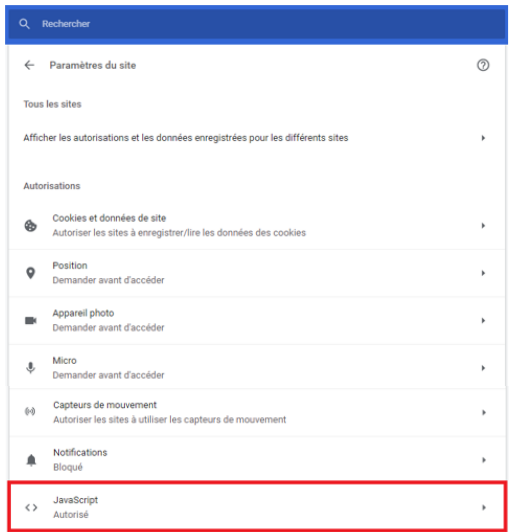 Rechercher
Paramètres du site
Tous les sites
Afficher les autorisations et les données enregistrées pour les différents sites
Autorisations
Cookies et données de site
Autoriser les sites à enregistrer/lire les données des cookies
Position
Demander avant d'accéder
Appareil photo
Demander avant d'accéder
Micro
Demander avant d'accéder
Capteurs de mouvement
Autoriser les sites à utiliser les capteurs de mouvement
Notifications
Bloqué
JavaScript
Autorisé